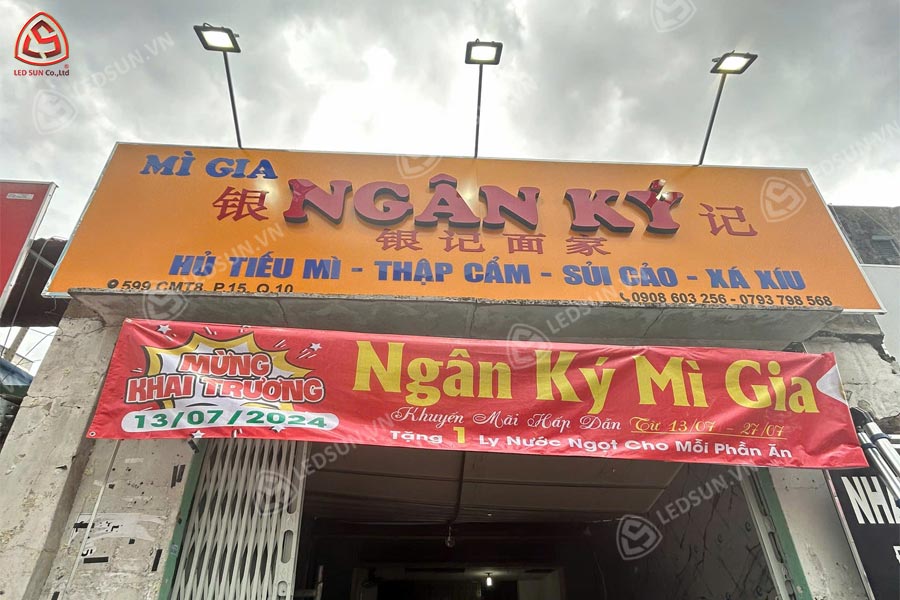 LED SUN Co.,Ltd
MÌ GIA
银 NGÂN KÝ 记
银记面家
HỦ TIẾU MÌ - THẬP CẨM - SỦI CẢO - XÁ XÍU
599 CMT8, P.15, Q.10
0908 603 256 - 0793 798 568
MỪNG
KHAI TRƯƠNG
13/07/2024
Ngân Ký Mì Gia
Khuyến Mãi Hấp Dẫn Từ 13/07 - 27/07
Tặng 1 Ly Nước Ngọt Cho Mỗi Phần Ăn
NHA
LEDSUN.VN